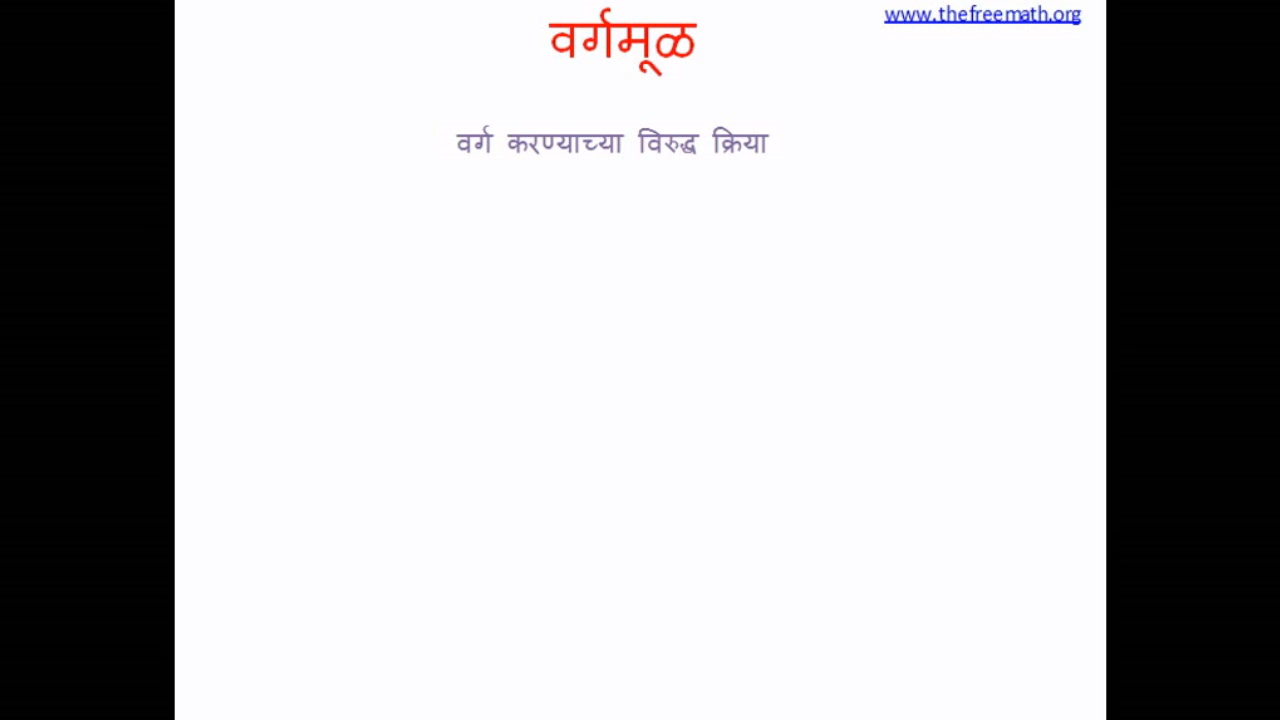 www.thefreemath.org
वर्गमूळ
वर्ग करण्याच्या विरुद्ध क्रिया